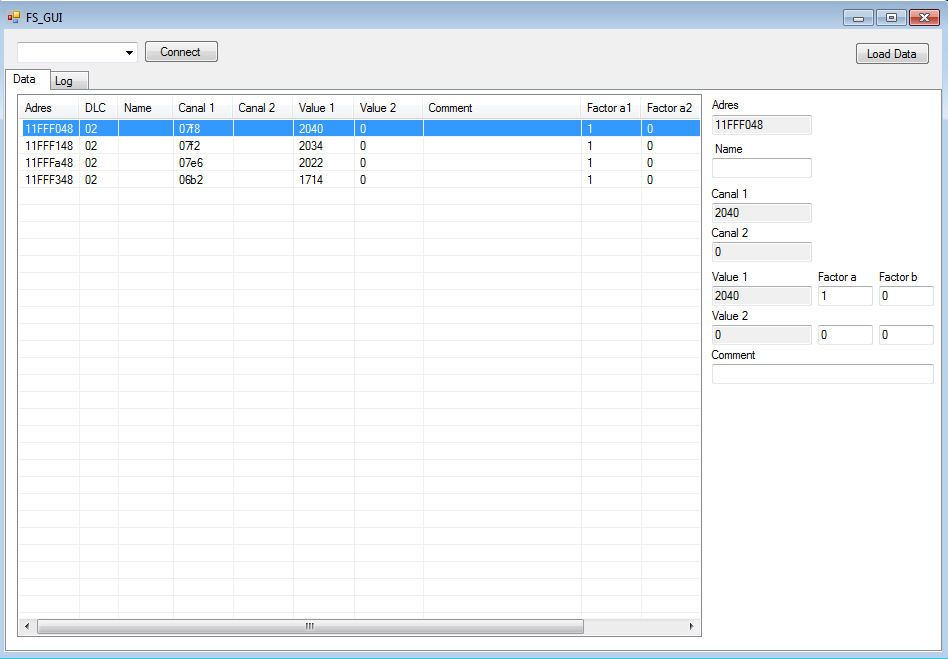 FS_GUI
Connect
Load Data
Data Log
Adres DLC Name Canal 1 Canal 2 Value 1 Value 2 Comment Factor a1 Factor a2
11FFF048 02 07f8 2040 0 1 0
11FFF148 02 07f2 2034 0 1 0
11FFFa48 02 07e6 2022 0 1 0
11FFF348 02 06b2 1714 0 1 0
Adres
11FFF048
Name
Canal 1
2040
Canal 2
0
Value 1 Factor a Factor b
2040 1 0
Value 2
0 0 0
Comment